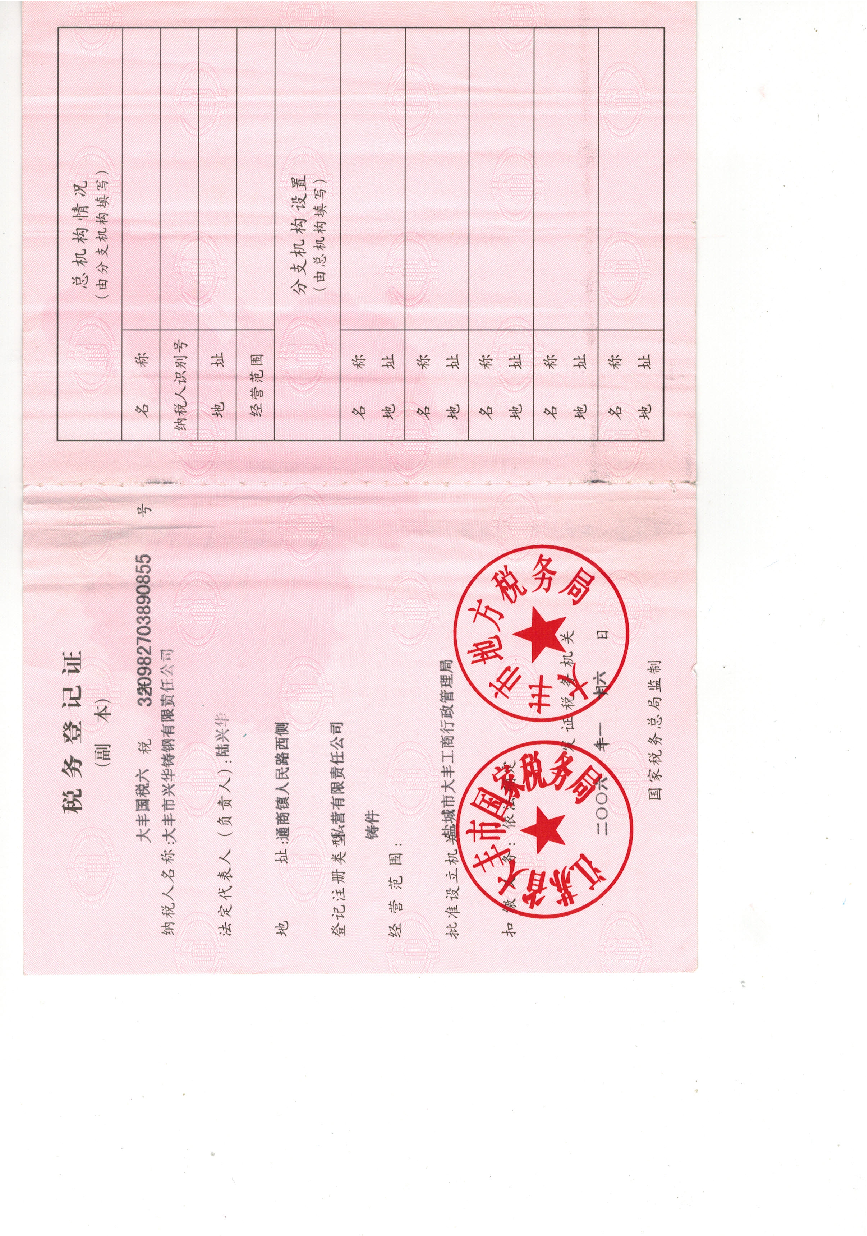 税务登记证
(副 本)
大丰国税六 税 320982703890855 号
纳税人名称:大丰市兴华铸钢有限责任公司
法定代表人(负责人):陆兴华
地 址:通商镇人民路西侧
登记注册类型:私营有限责任公司
铸件
经营范围:
批准设立机关:盐城市大丰工商行政管理局
扣缴义务:依法确定
发证税务机关
二〇〇六年一 六 日
国家税务总局监制
江苏省大丰市国家税务局
大丰市地方税务局
总机构情况
(由分支机构填写)
名 称
纳税人识别号
地 址
经营范围
分支机构设置
(由总机构填写)
名 称
地 址
名 称
地 址
名 称
地 址
名 称
地 址
名 称
地 址